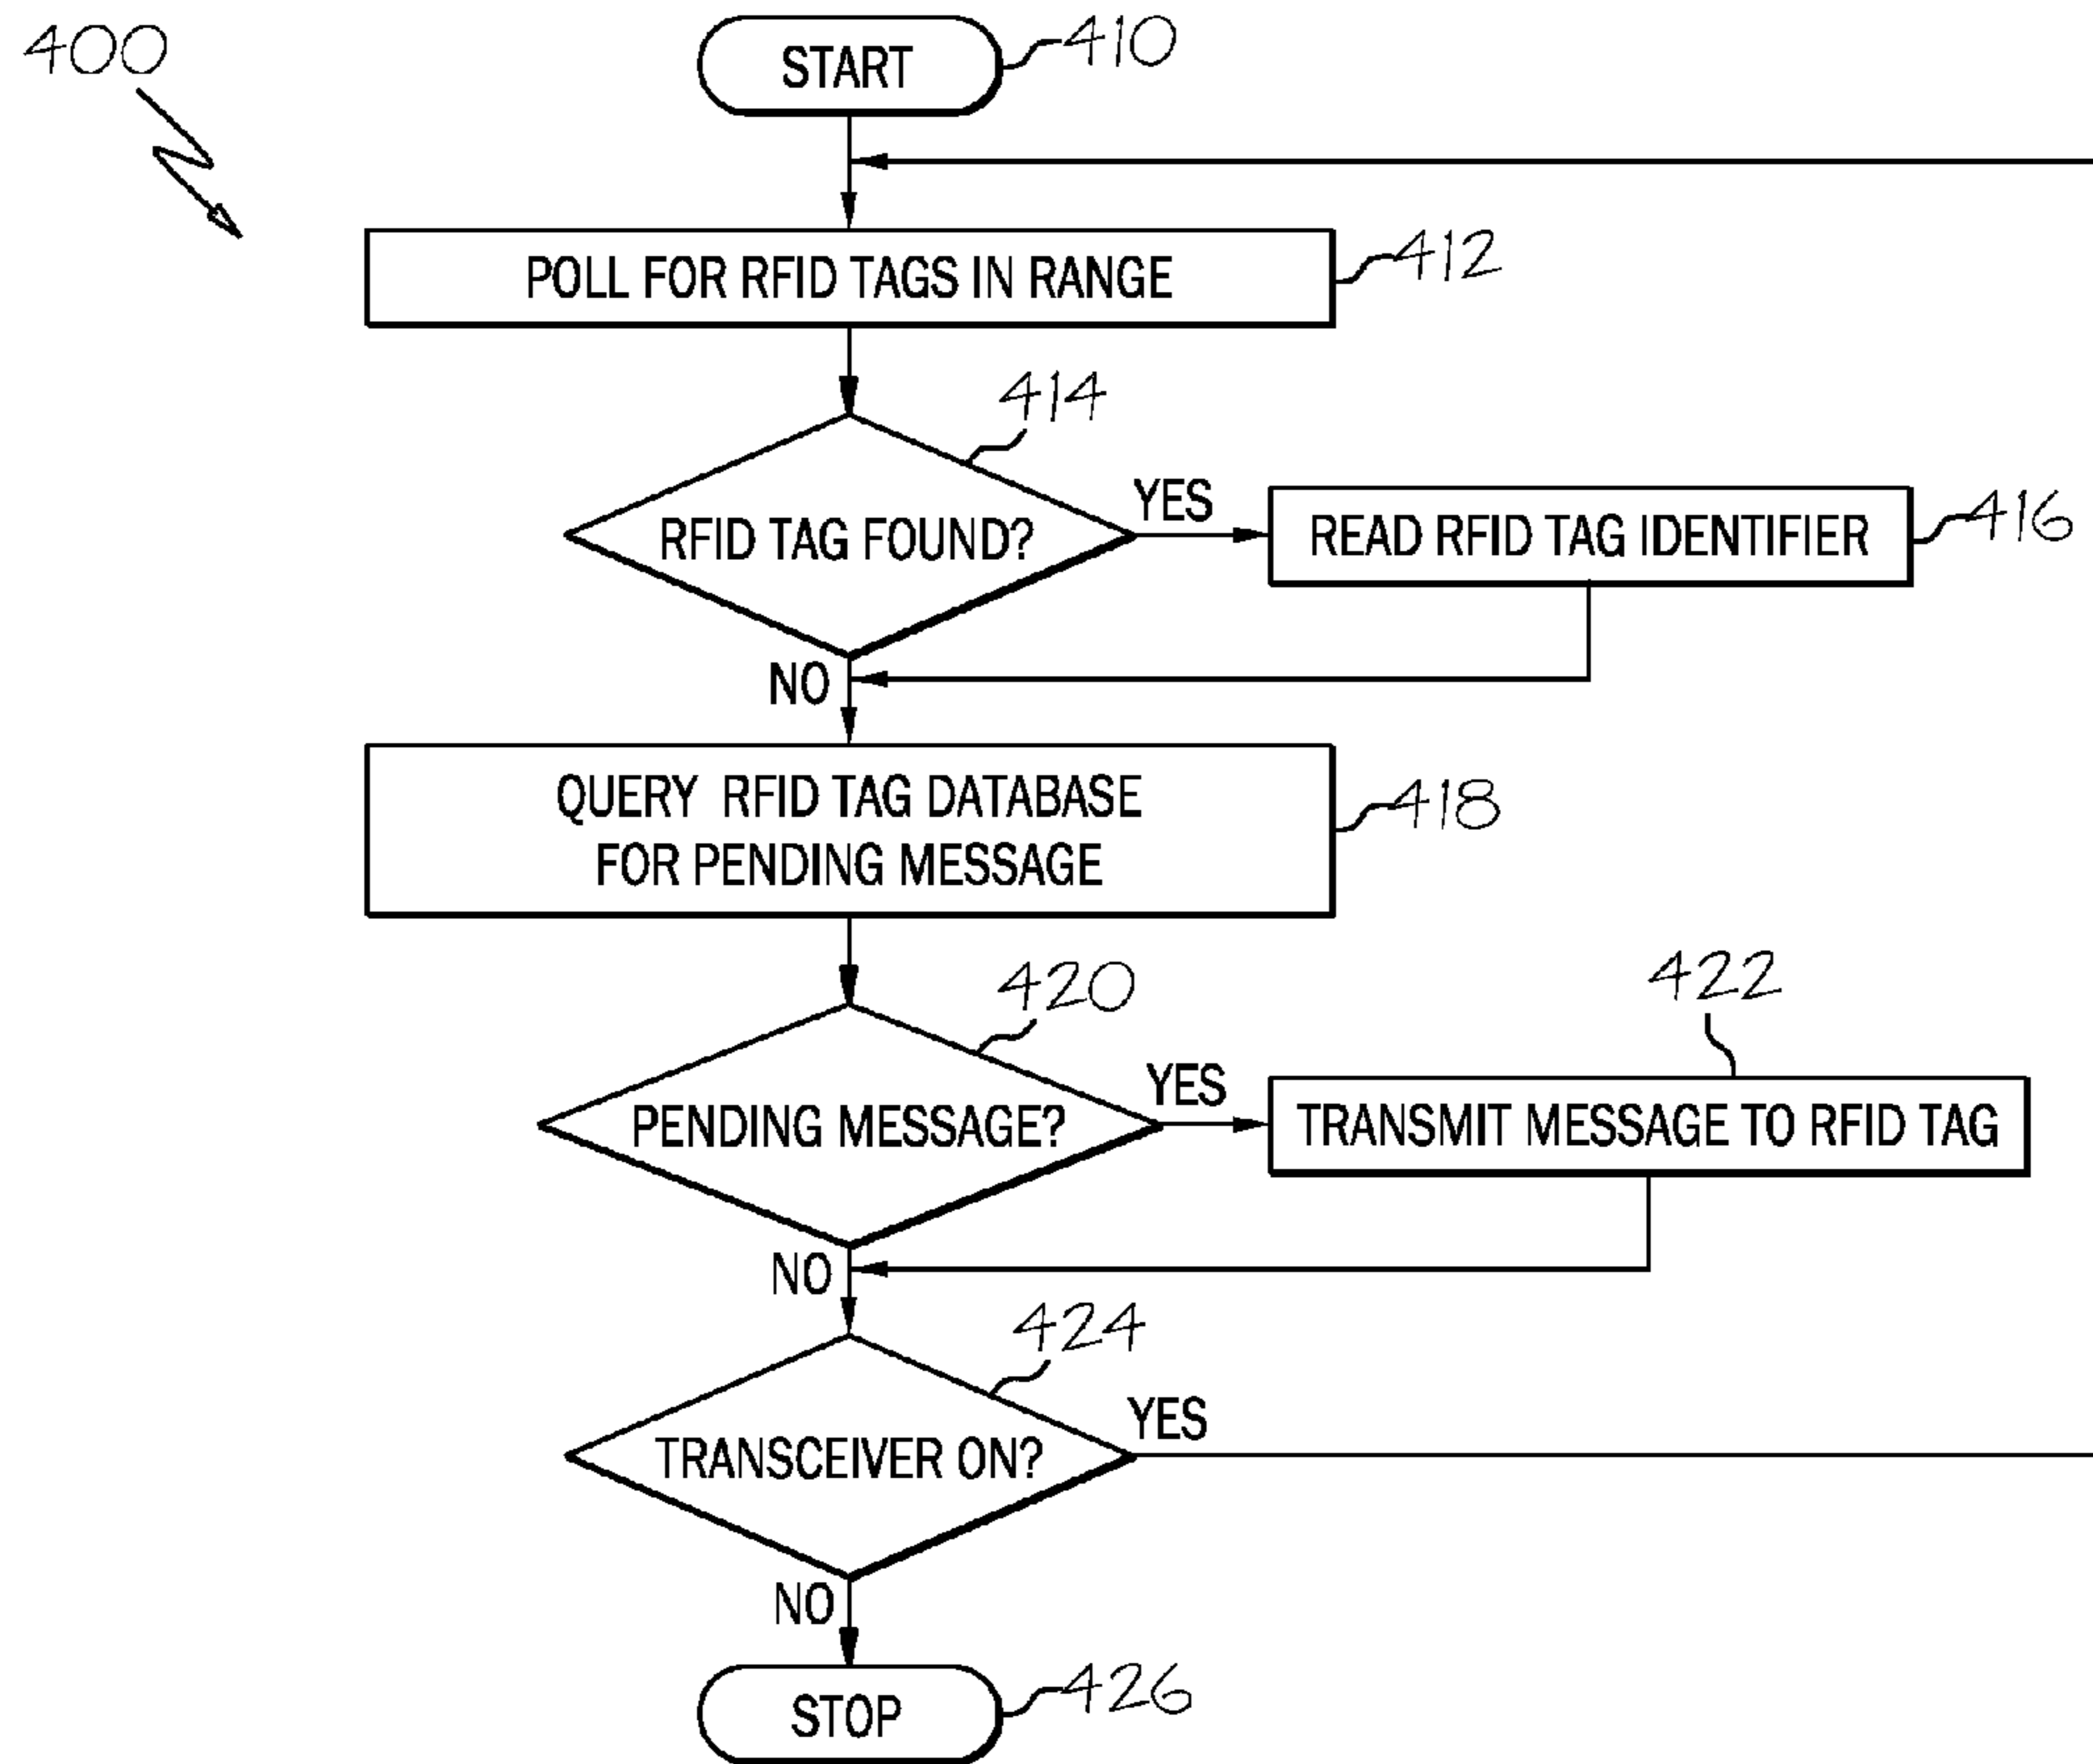 400
START
410
POLL FOR RFID TAGS IN RANGE
412
414
RFID TAG FOUND?
YES
READ RFID TAG IDENTIFIER
416
NO
QUERY RFID TAG DATABASE
FOR PENDING MESSAGE
418
420
PENDING MESSAGE?
YES
422
TRANSMIT MESSAGE TO RFID TAG
NO
424
TRANSCEIVER ON?
YES
NO
STOP
426